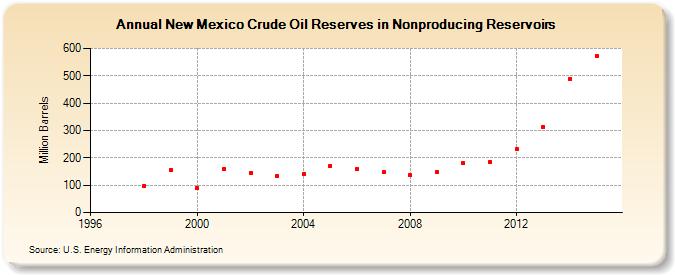 Annual New Mexico Crude Oil Reserves in Nonproducing Reservoirs
Million Barrels
600
500
400
300
200
100
0
1996 2000 2004 2008 2012
Source: U.S. Energy Information Administration